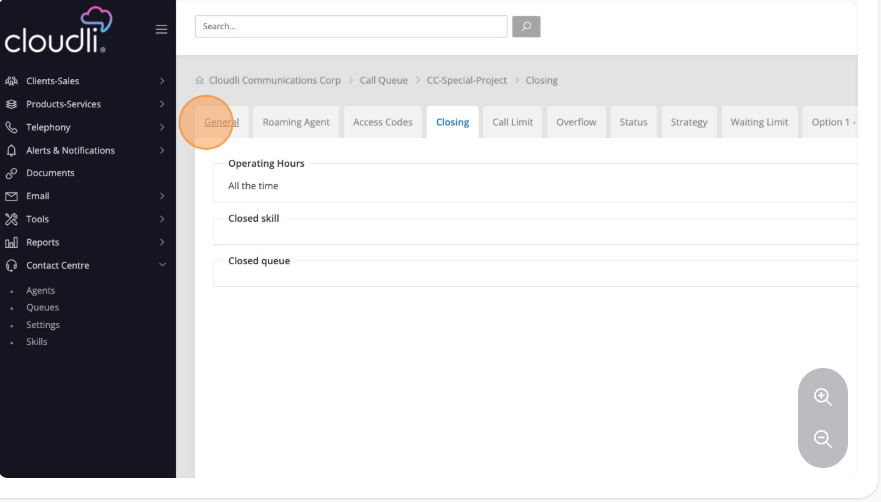 cloudli®
Search...
Clients-Sales
Products-Services
Telephony
Alerts & Notifications
Documents
Email
Tools
Reports
Contact Centre
Agents
Queues
Settings
Skills
Cloudli Communications Corp > Call Queue > CC-Special-Project > Closing
General Roaming Agent Access Codes Closing Call Limit Overflow Status Strategy Waiting Limit Option 1 -
Operating Hours
All the time
Closed skill
Closed queue